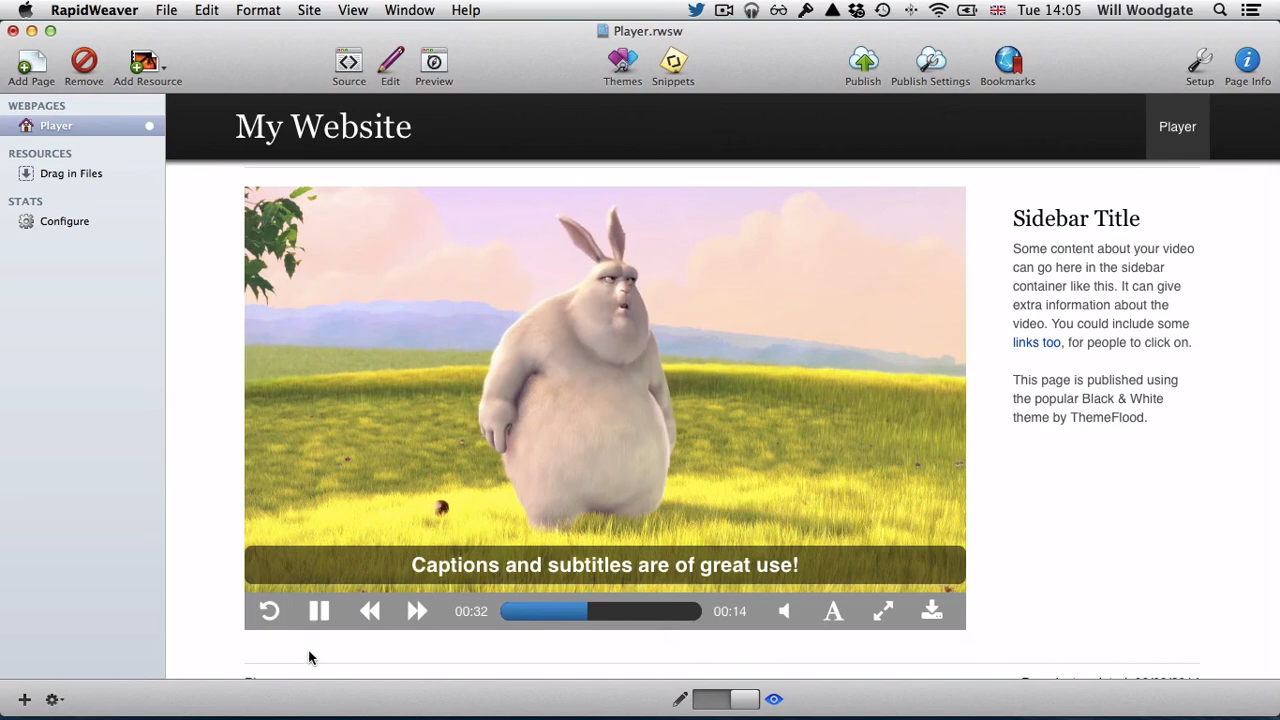 RapidWeaver File Edit Format Site View Window Help Tue 14:05 Will Woodgate
Player.rwsw
Add Page Remove Add Resource Source Edit Preview Themes Snippets Publish Publish Settings Bookmarks Setup Page Info
WEBPAGES
Player
RESOURCES
Drag in Files
STATS
Configure
My Website
Player
Sidebar Title
Some content about your video
can go here in the sidebar
container like this. It can give
extra information about the
video. You could include some
links too, for people to click on.
This page is published using
the popular Black & White
theme by ThemeFlood.
Captions and subtitles are of great use!
00:32 00:14 A